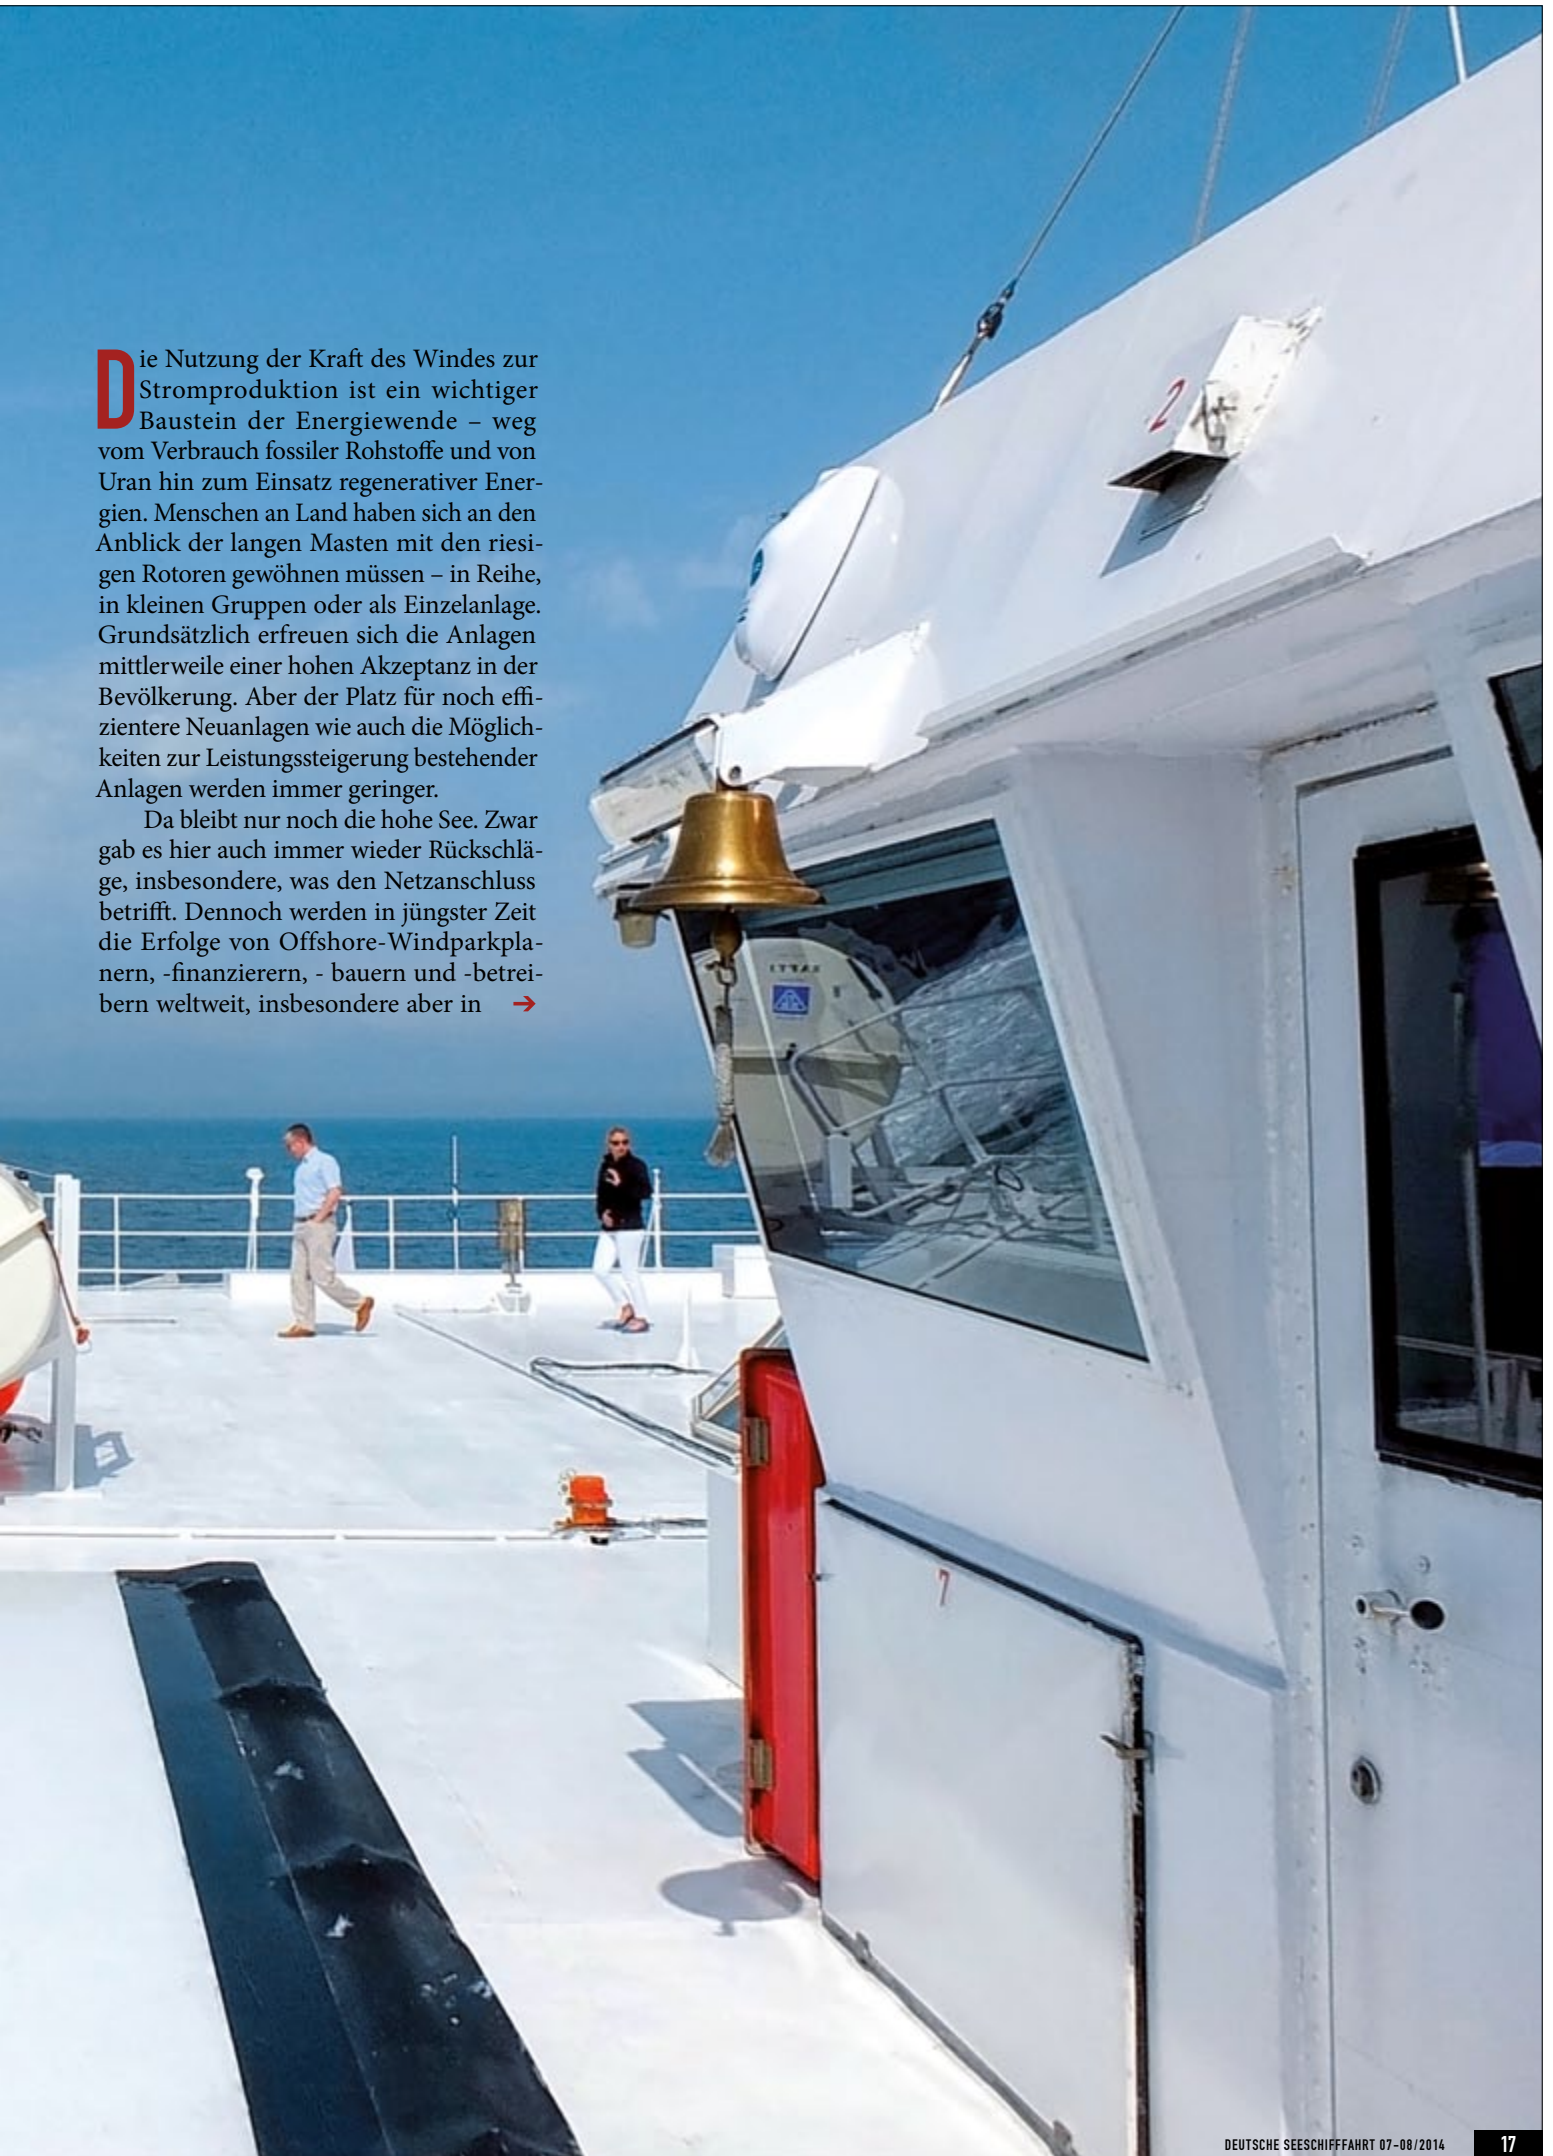 Die Nutzung der Kraft des Windes zur
Stromproduktion ist ein wichtiger
Baustein der Energiewende – weg
vom Verbrauch fossiler Rohstoffe und von
Uran hin zum Einsatz regenerativer Ener-
gien. Menschen an Land haben sich an den
Anblick der langen Masten mit den riesi-
gen Rotoren gewöhnen müssen – in Reihe,
in kleinen Gruppen oder als Einzelanlage.
Grundsätzlich erfreuen sich die Anlagen
mittlerweile einer hohen Akzeptanz in der
Bevölkerung. Aber der Platz für noch effi-
zientere Neuanlagen wie auch die Möglich-
keiten zur Leistungssteigerung bestehender
Anlagen werden immer geringer.
Da bleibt nur noch die hohe See. Zwar
gab es hier auch immer wieder Rückschlä-
ge, insbesondere, was den Netzanschluss
betrifft. Dennoch werden in jüngster Zeit
die Erfolge von Offshore-Windparkpla-
nern, -finanzierern, - bauern und -betrei-
bern weltweit, insbesondere aber in ➔
2
7
DEUTSCHE SEESCHIFFFAHRT 07–08/2014
17